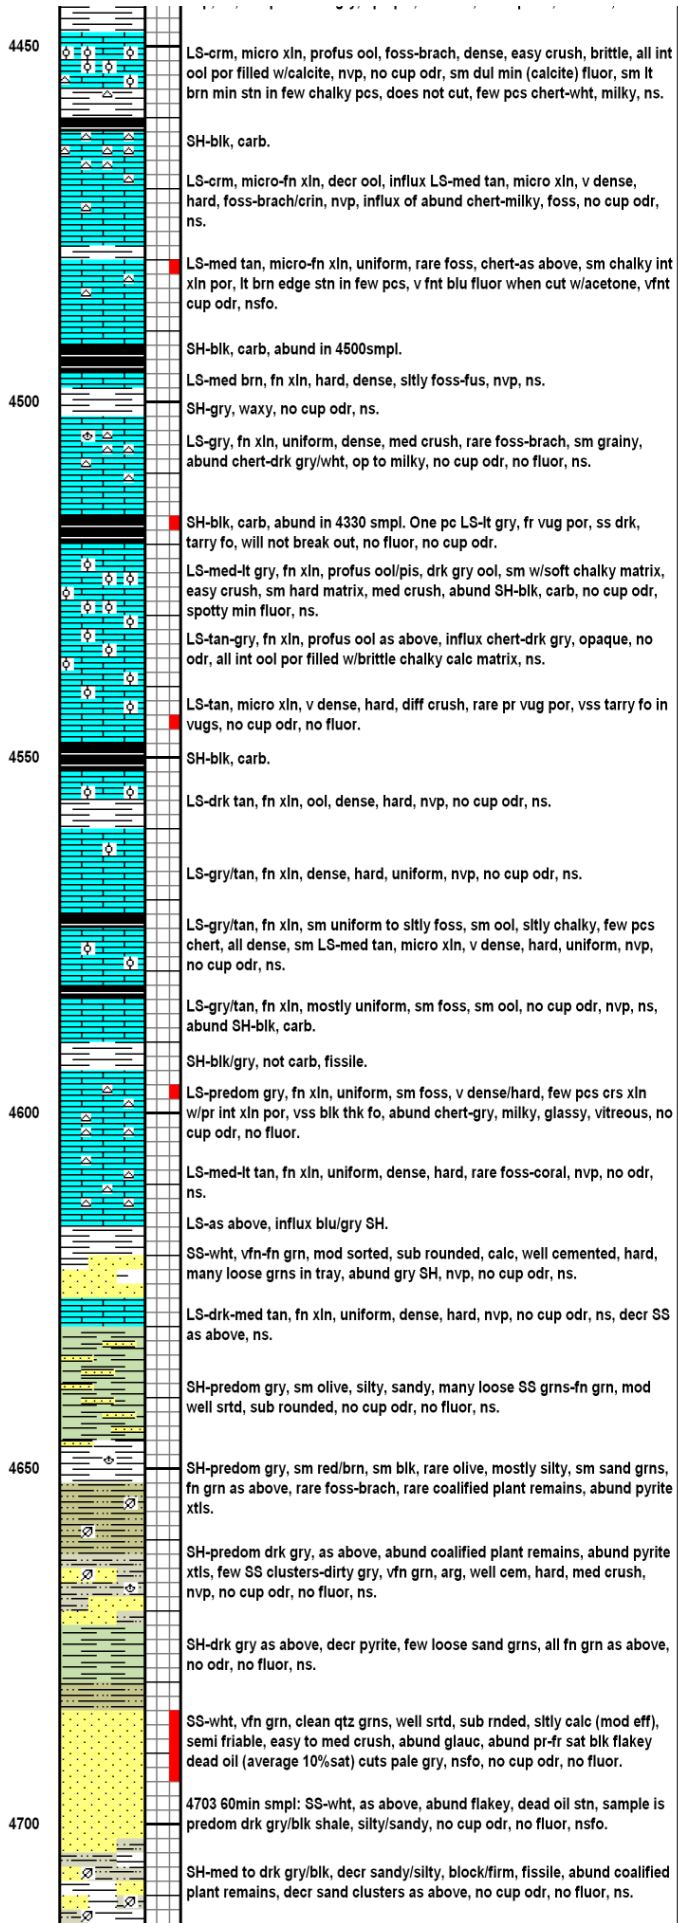 4450
LS-crm, micro xln, profus ool, foss-brach, dense, easy crush, brittle, all int
ool por filled w/calcite, nvp, no cup odr, sm dul min (calcite) fluor, sm lt
brn min stn in few chalky pcs, does not cut, few pcs chert-wht, milky, ns.
SH-blk, carb.
LS-crm, micro-fn xln, decr ool, influx LS-med tan, micro xln, v dense,
hard, foss-brach/crin, nvp, influx of abund chert-milky, foss, no cup odr,
ns.
LS-med tan, micro-fn xln, uniform, rare foss, chert-as above, sm chalky int
xln por, lt brn edge stn in few pcs, v fnt blu fluor when cut w/acetone, vfnt
cup odr, nsfo.
SH-blk, carb, abund in 4500smpl.
LS-med brn, fn xln, hard, dense, sltly foss-fus, nvp, ns.
4500
SH-gry, waxy, no cup odr, ns.
LS-gry, fn xln, uniform, dense, med crush, rare foss-brach, sm grainy,
abund chert-drk gry/wht, op to milky, no cup odr, no fluor, ns.
SH-blk, carb, abund in 4330 smpl. One pc LS-lt gry, fr vug por, ss drk,
tarry fo, will not break out, no fluor, no cup odr.
LS-med-lt gry, fn xln, profus ool/pis, drk gry ool, sm w/soft chalky matrix,
easy crush, sm hard matrix, med crush, abund SH-blk, carb, no cup odr,
spotty min fluor, ns.
LS-tan-gry, fn xln, profus ool as above, influx chert-drk gry, opaque, no
odr, all int ool por filled w/brittle chalky calc matrix, ns.
LS-tan, micro xln, v dense, hard, diff crush, rare pr vug por, vss tarry fo in
vugs, no cup odr, no fluor.
4550
SH-blk, carb.
LS-drk tan, fn xln, ool, dense, hard, nvp, no cup odr, ns.
LS-gry/tan, fn xln, dense, hard, uniform, nvp, no cup odr, ns.
LS-gry/tan, fn xln, sm uniform to sltly foss, sm ool, sltly chalky, few pcs
chert, all dense, sm LS-med tan, micro xln, v dense, hard, uniform, nvp,
no cup odr, ns.
LS-gry/tan, fn xln, mostly uniform, sm foss, sm ool, no cup odr, nvp, ns,
abund SH-blk, carb.
SH-blk/gry, not carb, fissile.
LS-predom gry, fn xln, uniform, sm foss, v dense/hard, few pcs crs xln
4600
w/pr int xln por, vss blk thk fo, abund chert-gry, milky, glassy, vitreous, no
cup odr, no fluor.
LS-med-lt tan, fn xln, uniform, dense, hard, rare foss-coral, nvp, no odr,
ns.
LS-as above, influx blu/gry SH.
SS-wht, vfn-fn grn, mod sorted, sub rounded, calc, well cemented, hard,
many loose grns in tray, abund gry SH, nvp, no cup odr, ns.
LS-drk-med tan, fn xln, uniform, dense, hard, nvp, no cup odr, ns, decr SS
as above, ns.
SH-predom gry, sm olive, silty, sandy, many loose SS grns-fn grn, mod
well srtd, sub rounded, no cup odr, no fluor, ns.
4650
SH-predom gry, sm red/brn, sm blk, rare olive, mostly silty, sm sand grns,
fn grn as above, rare foss-brach, rare coalified plant remains, abund pyrite
xtls.
SH-predom drk gry, as above, abund coalified plant remains, abund pyrite
xtls, few SS clusters-dirty gry, vfn grn, arg, well cem, hard, med crush,
nvp, no cup odr, no fluor, ns.
SH-drk gry as above, decr pyrite, few loose sand grns, all fn grn as above,
no odr, no fluor, ns.
SS-wht, vfn grn, clean qtz grns, well srtd, sub rnded, sltly calc (mod eff),
semi friable, easy to med crush, abund glauc, abund pr-fr sat blk flakey
dead oil (average 10%sat) cuts pale gry, nsfo, no cup odr, no fluor.
4700
4703 60min smpl: SS-wht, as above, abund flakey, dead oil stn, sample is
predom drk gry/blk shale, silty/sandy, no cup odr, no fluor, nsfo.
SH-med to drk gry/blk, decr sandy/silty, block/firm, fissile, abund coalified
plant remains, decr sand clusters as above, no cup odr, no fluor, ns.